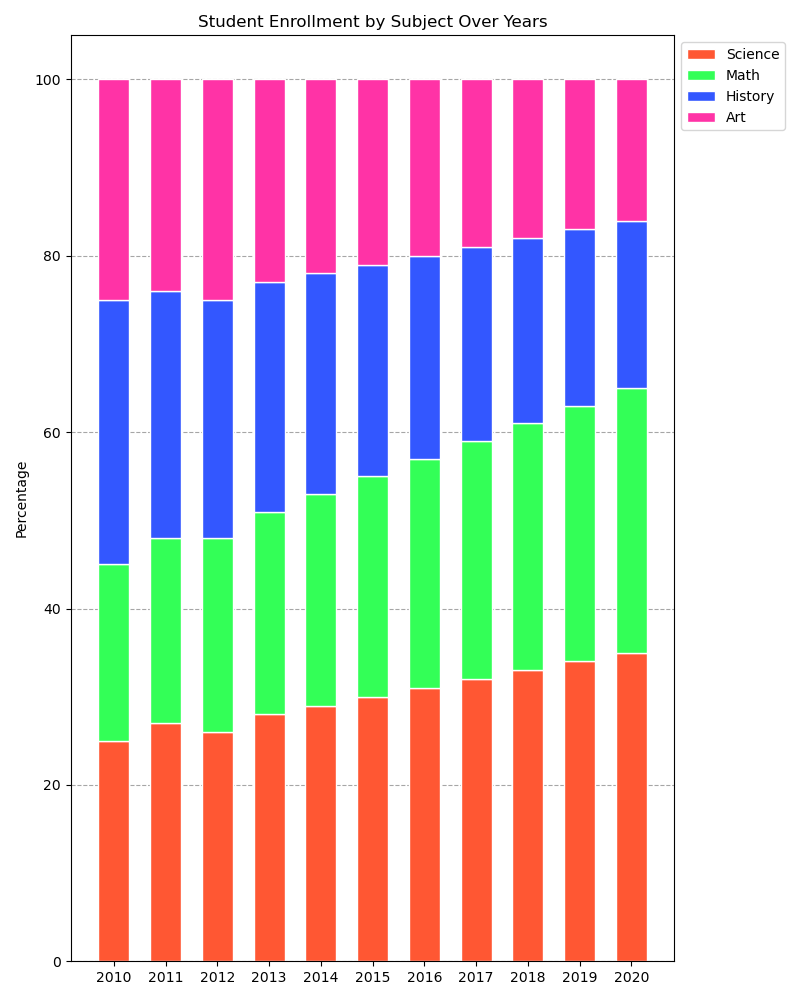 Student Enrollment by Subject Over Years
Science
Math
History
Art
100
80
60
40
20
0
Percentage
2010 2011 2012 2013 2014 2015 2016 2017 2018 2019 2020